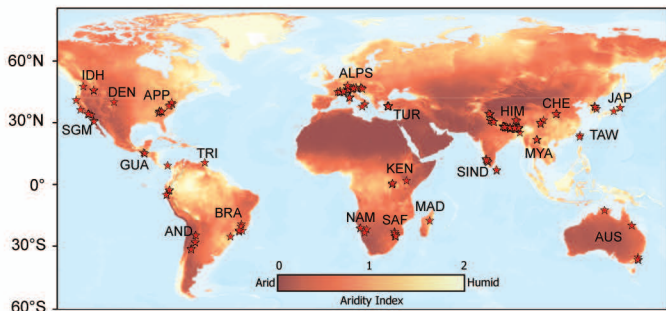 60°N
30°N
0°
30°S
60°S
IDH
DEN
APP
SGM
GUA
TRI
AND
BRA
ALPS
TUR
KEN
NAM
SAF
MAD
HIM
CHE
JAP
TAW
MYA
SIND
AUS
0 1 2
Arid Humid
Aridity Index